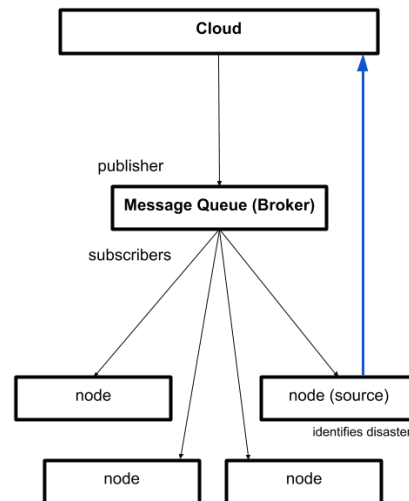 Cloud
publisher
Message Queue (Broker)
subscribers
node
node (source)
identifies disaster
node
node